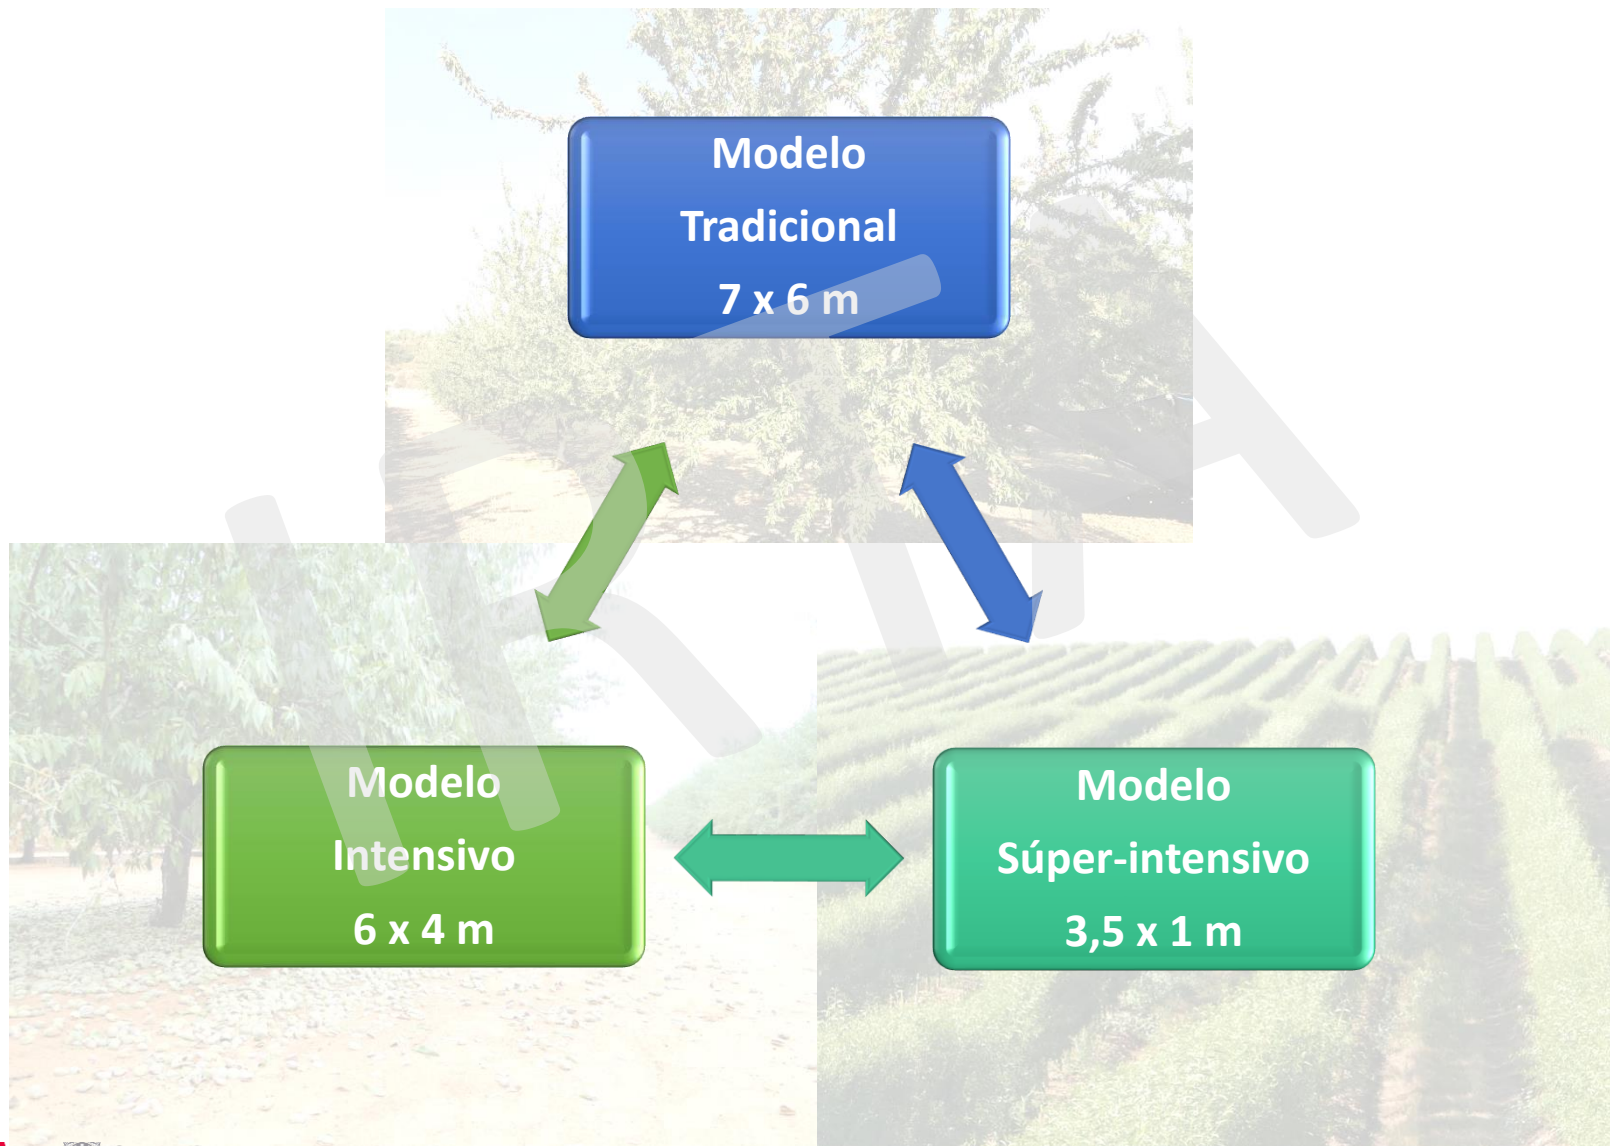 Modelo
Tradicional
7 x 6 m
Modelo
Intensivo
6 x 4 m
Modelo
Súper-intensivo
3,5 x 1 m